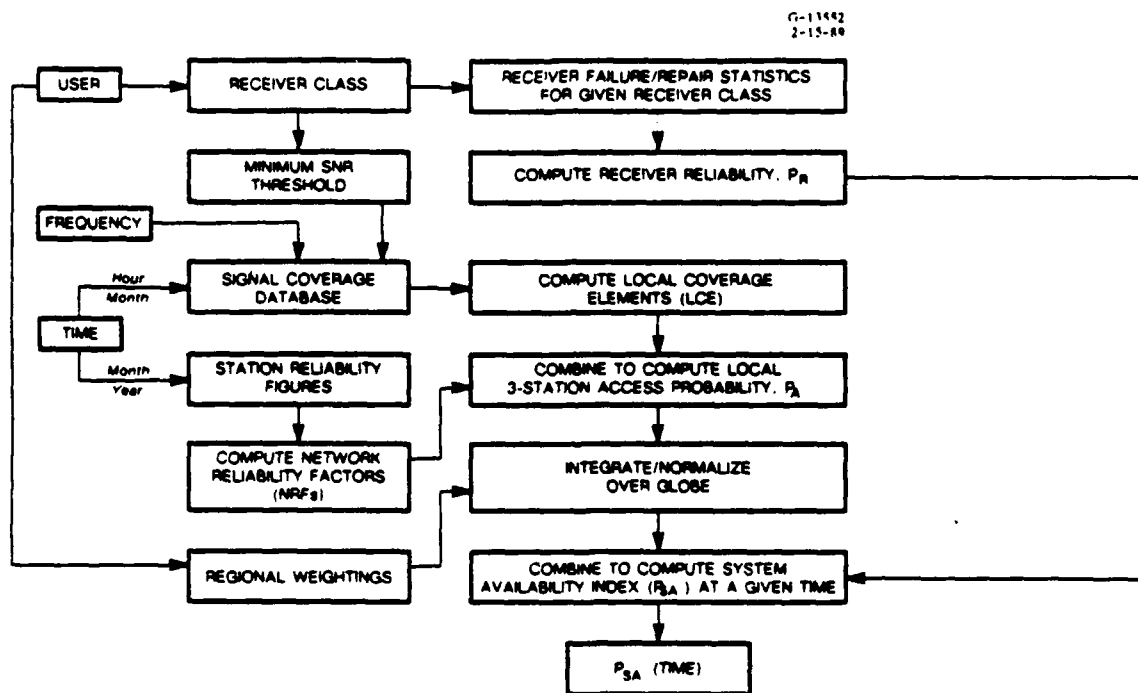 G-13552
2-15-89
USER
RECEIVER CLASS
RECEIVER FAILURE/REPAIR STATISTICS
FOR GIVEN RECEIVER CLASS
MINIMUM SNR
THRESHOLD
COMPUTE RECEIVER RELIABILITY, P_R
FREQUENCY
Hour
Month
SIGNAL COVERAGE
DATABASE
COMPUTE LOCAL COVERAGE
ELEMENTS (LCE)
TIME
Month
Year
STATION RELIABILITY
FIGURES
COMBINE TO COMPUTE LOCAL
3-STATION ACCESS PROBABILITY, P_A
COMPUTE NETWORK
RELIABILITY FACTORS
(NRFs)
INTEGRATE/NORMALIZE
OVER GLOBE
REGIONAL WEIGHTINGS
COMBINE TO COMPUTE SYSTEM
AVAILABILITY INDEX (P_SA) AT A GIVEN TIME
P_SA (TIME)